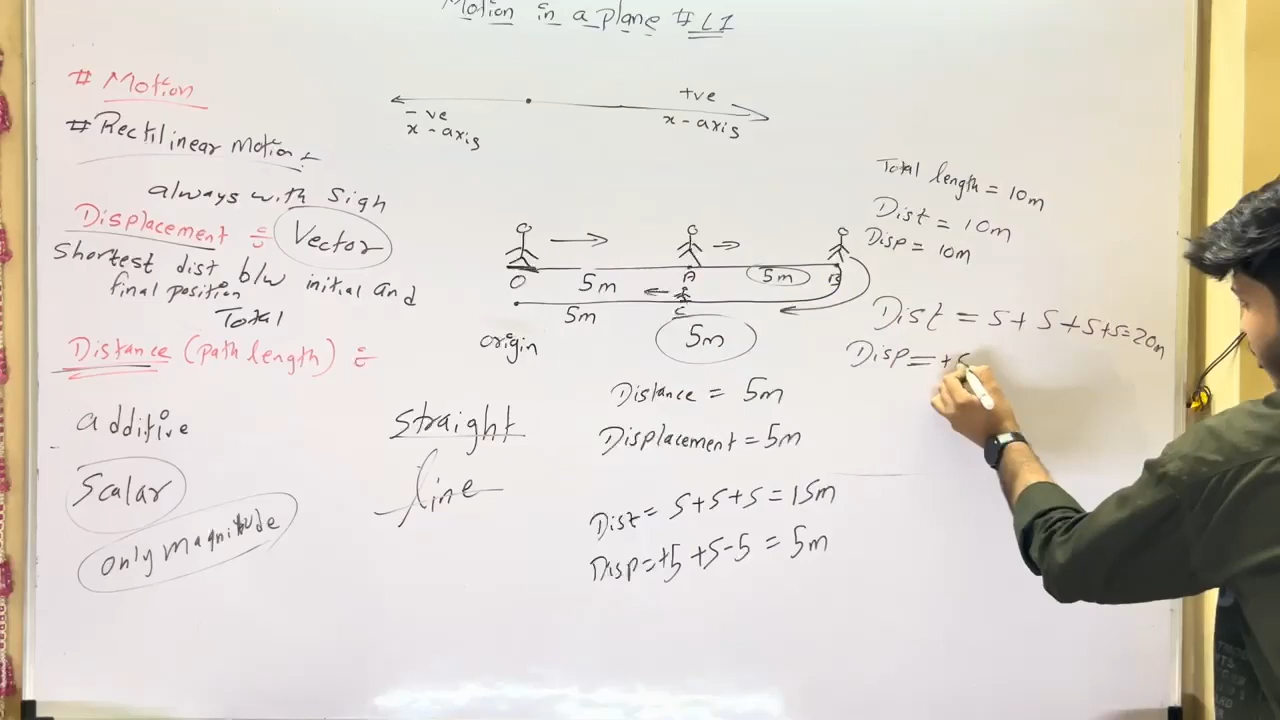 Motion in a plane # L1
# Motion
# Rectilinear Motion :-
always with Sigh
Displacement ÷ Vector
shortest dist b/w initial and
final position
Total
Distance (path length) ÷
additive
Scalar
only magnitude
straight
line
-ve
x-axis
+ve
x-axis
O 5m A 5m B
5m C
origin
5m
Distance = 5m
Displacement = 5m
Dist = 5+5+5 = 15m
Disp = +5 +5-5 = 5m
Total length = 10m
Dist = 10m
Disp = 10m
Dist = 5+5+5+5=20m
Disp = +5